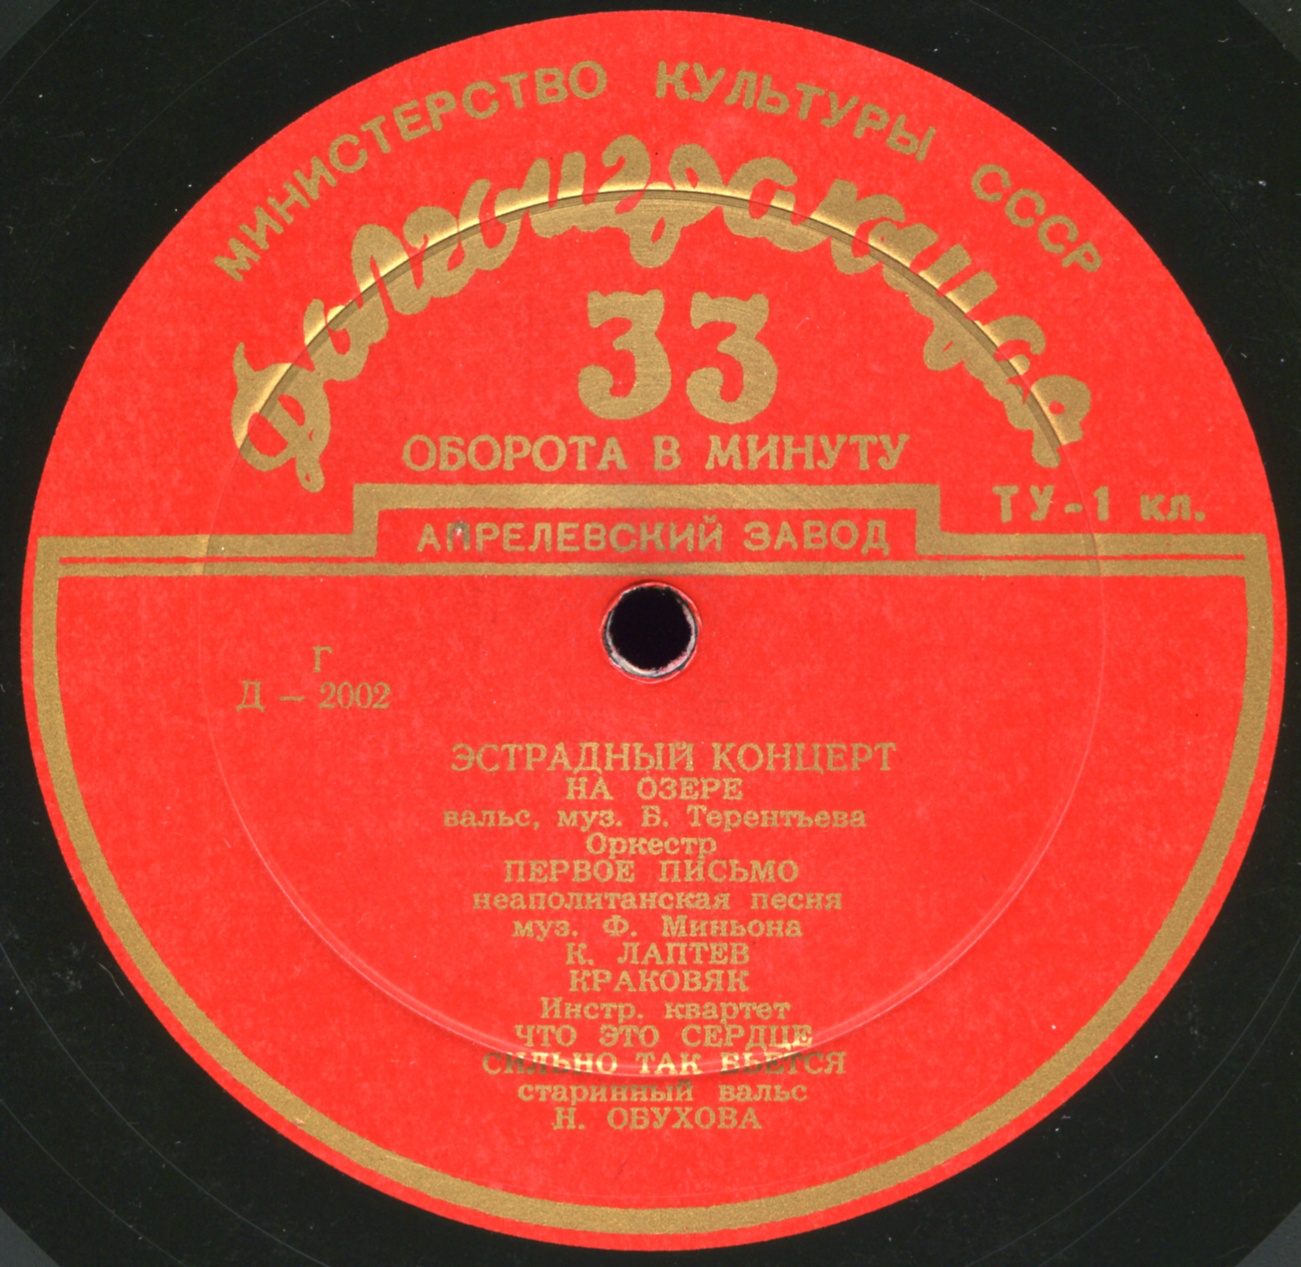 МИНИСТЕРСТВО КУЛЬТУРЫ СССР
Долгоиграющая
33
ОБОРОТА В МИНУТУ
ТУ-1 кл.
АПРЕЛЕВСКИЙ ЗАВОД
Г
Д — 2002
ЭСТРАДНЫЙ КОНЦЕРТ
НА ОЗЕРЕ
вальс, муз. Б. Терентьева
Оркестр
ПЕРВОЕ ПИСЬМО
неаполитанская песня
муз. Ф. Миньона
К. ЛАПТЕВ
КРАКОВЯК
Инстр. квартет
ЧТО ЭТО СЕРДЦЕ
СИЛЬНО ТАК БЬЕТСЯ
старинный вальс
Н. ОБУХОВА